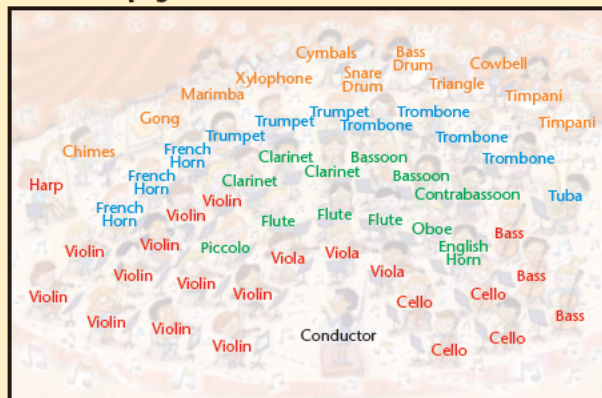 Cymbals
Bass
Drum
Cowbell
Xylophone
Snare
Drum
Triangle
Marimba
Timpani
Gong
Trumpet
Trumpet
Trumpet
Trombone
Trombone
Timpani
Trombone
Chimes
French
Horn
Clarinet
Bassoon
Trombone
Harp
French
Horn
Clarinet
Clarinet
Bassoon
Contrabassoon
Tuba
French
Horn
Violin
Violin
Flute
Flute
Flute
Oboe
Bass
Violin
Violin
Piccolo
Viola
Viola
English
Horn
Viola
Violin
Violin
Bass
Violin
Violin
Cello
Cello
Bass
Violin
Violin
Violin
Conductor
Cello
Cello